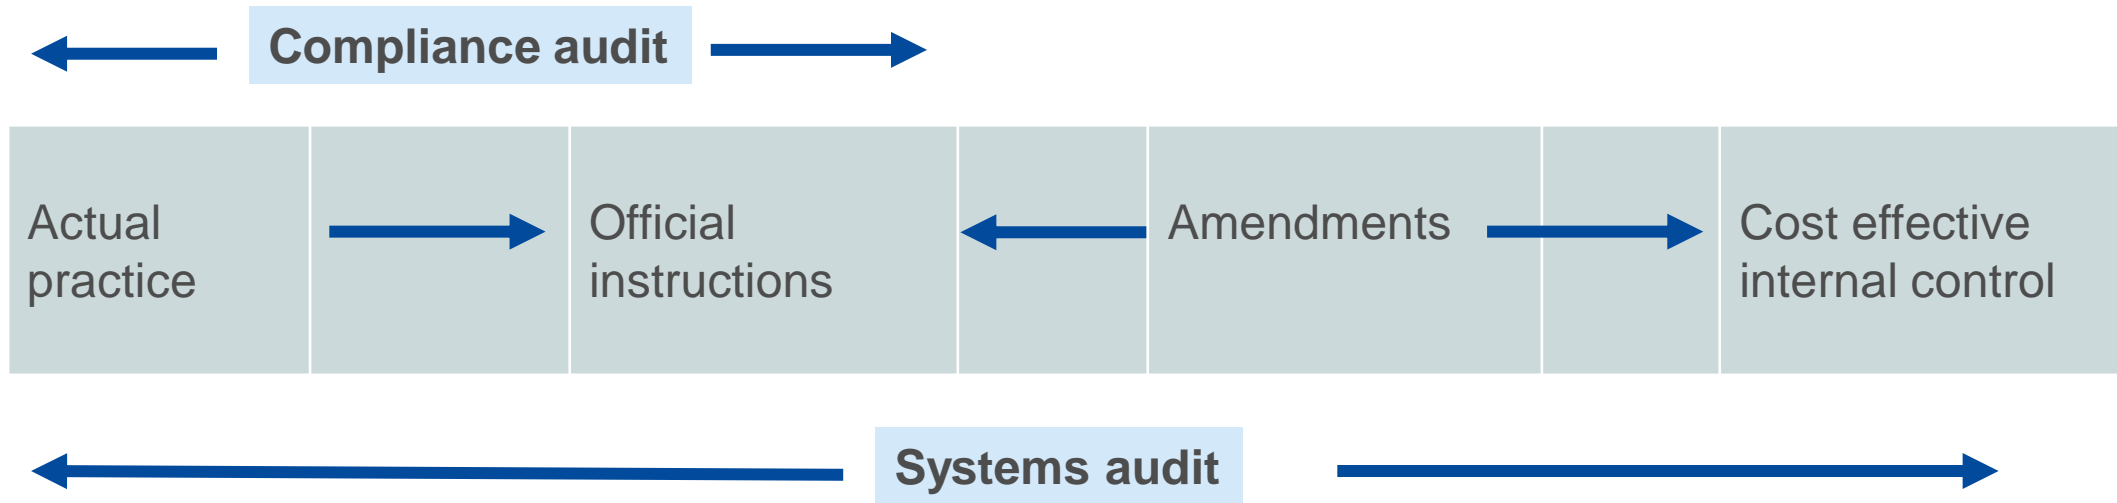 Compliance audit
Actual
practice
Official
instructions
Amendments
Cost effective
internal control
Systems audit